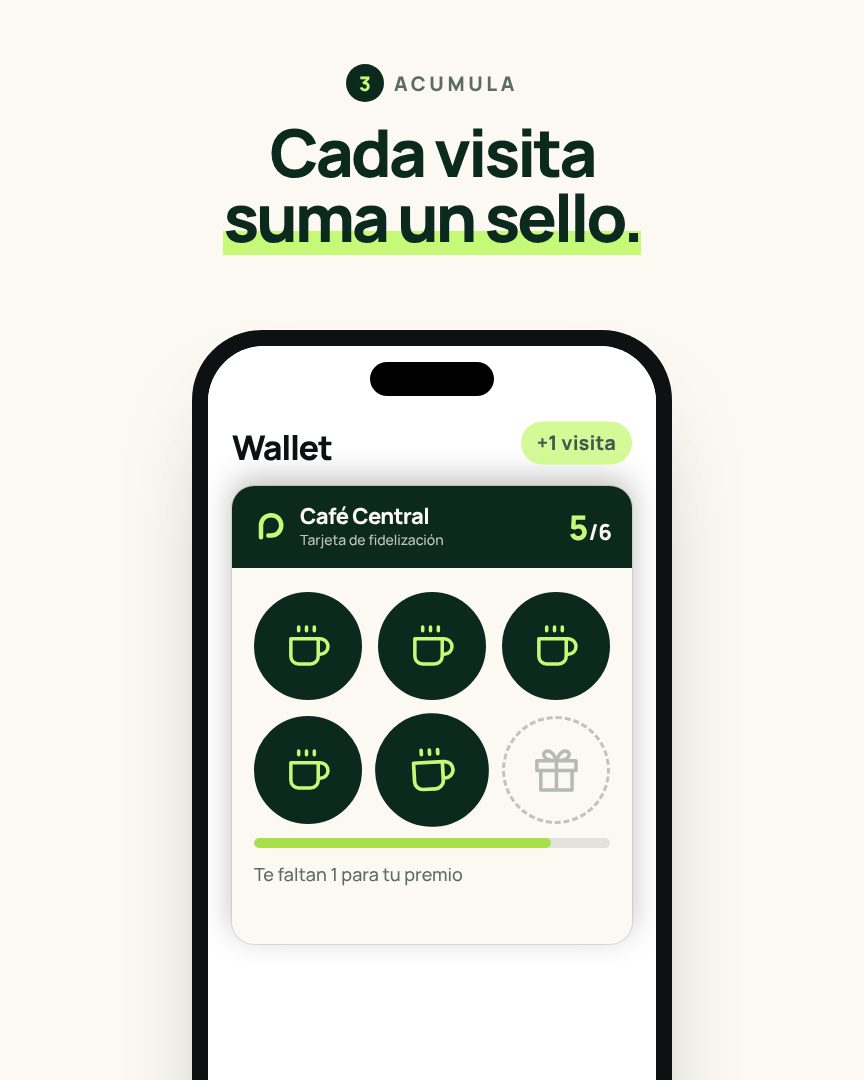 3 ACUMULA
Cada visita
suma un sello.
Wallet
+1 visita
Café Central
Tarjeta de fidelización
5/6
Te faltan 1 para tu premio